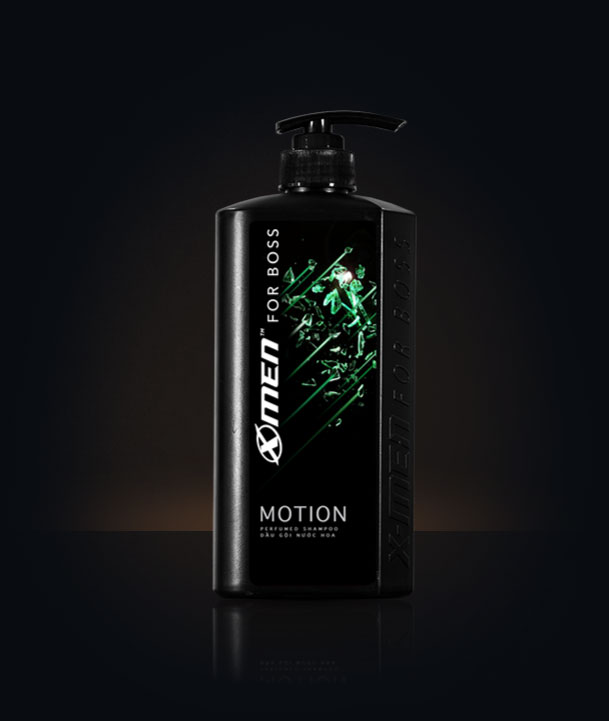 X-MEN™ FOR BOSS
MOTION
PERFUMED SHAMPOO
DẦU GỘI NƯỚC HOA
X-MEN FOR BOSS